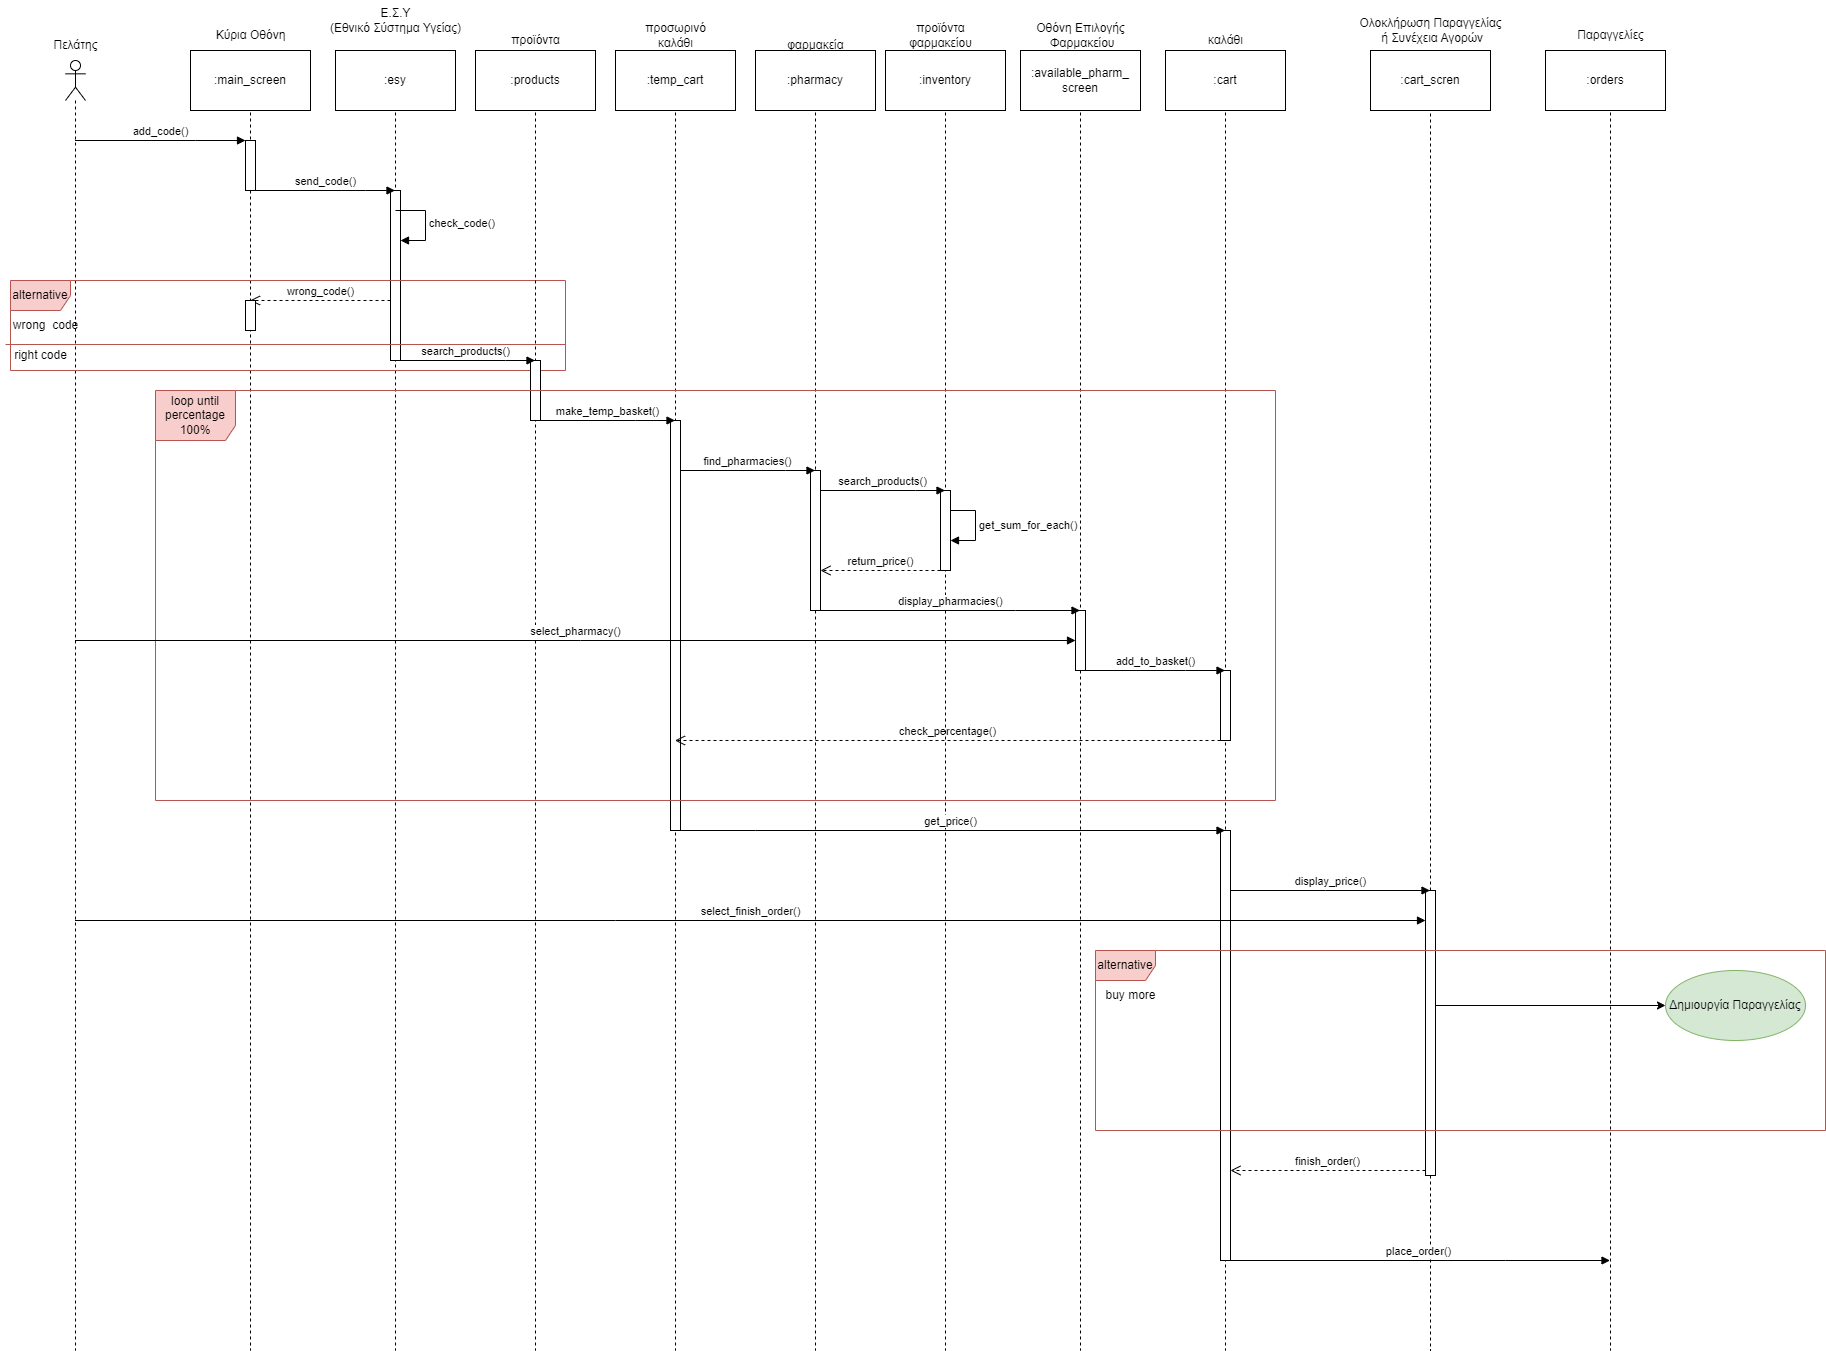 Πελάτης
Κύρια Οθόνη
Ε.Σ.Υ
(Εθνικό Σύστημα Υγείας)
προϊόντα
προσωρινό
καλάθι
φαρμακεία
προϊόντα
φαρμακείου
Οθόνη Επιλογής
Φαρμακείου
καλάθι
Ολοκλήρωση Παραγγελίας
ή Συνέχεια Αγορών
Παραγγελίες
:main_screen
:esy
:products
:temp_cart
:pharmacy
:inventory
:available_pharm_
screen
:cart
:cart_scren
:orders
add_code()
send_code()
check_code()
alternative
wrong_code()
wrong code
right code
search_products()
loop until
percentage
100%
make_temp_basket()
find_pharmacies()
search_products()
get_sum_for_each()
return_price()
display_pharmacies()
select_pharmacy()
add_to_basket()
check_percentage()
get_price()
display_price()
select_finish_order()
alternative
buy more
Δημιουργία Παραγγελίας
finish_order()
place_order()